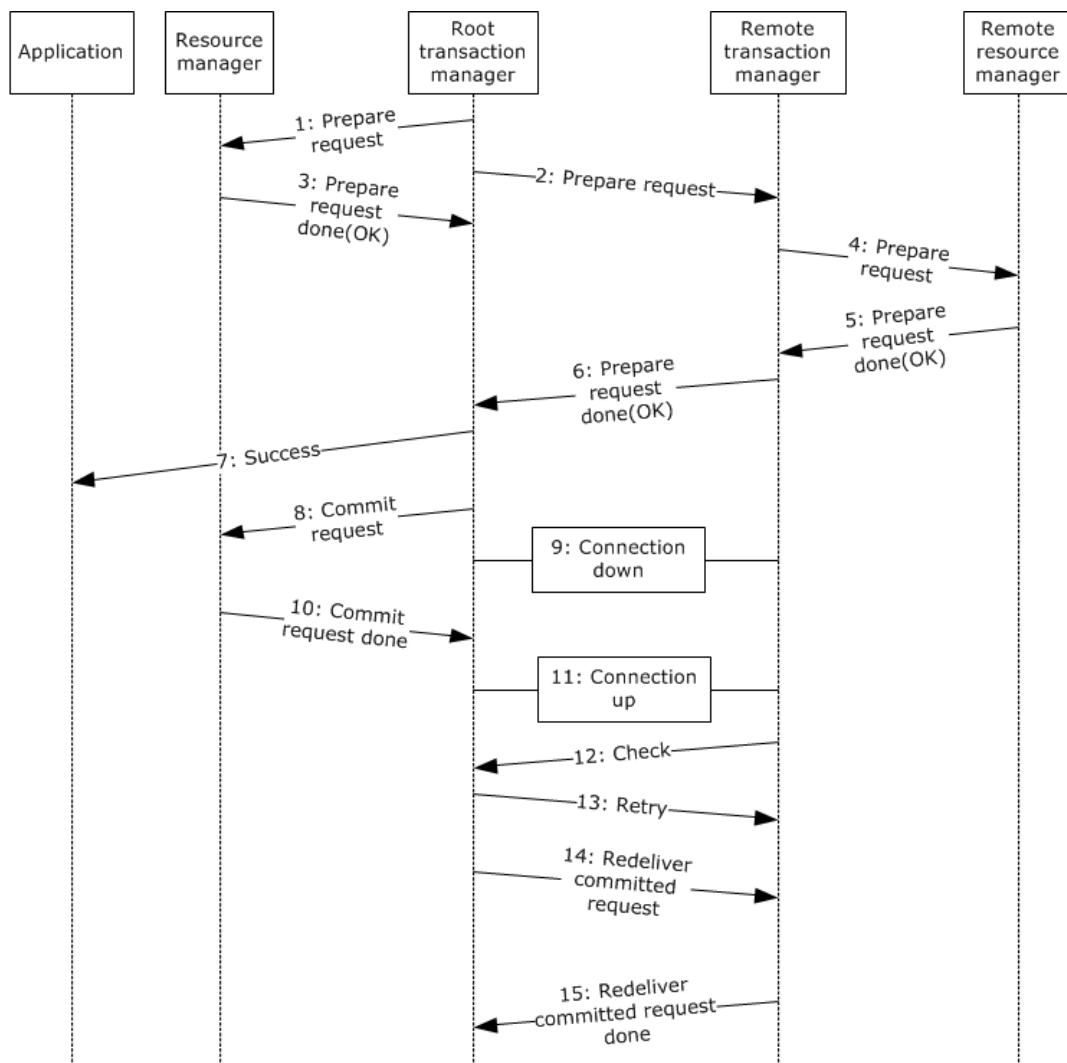 Application
Resource
manager
Root
transaction
manager
Remote
transaction
manager
Remote
resource
manager
1: Prepare
request
2: Prepare request
3: Prepare
request
done(OK)
4: Prepare
request
5: Prepare
request
done(OK)
6: Prepare
request
done(OK)
7: Success
8: Commit
request
9: Connection
down
10: Commit
request done
11: Connection
up
12: Check
13: Retry
14: Redeliver
committed
request
15: Redeliver
committed request
done